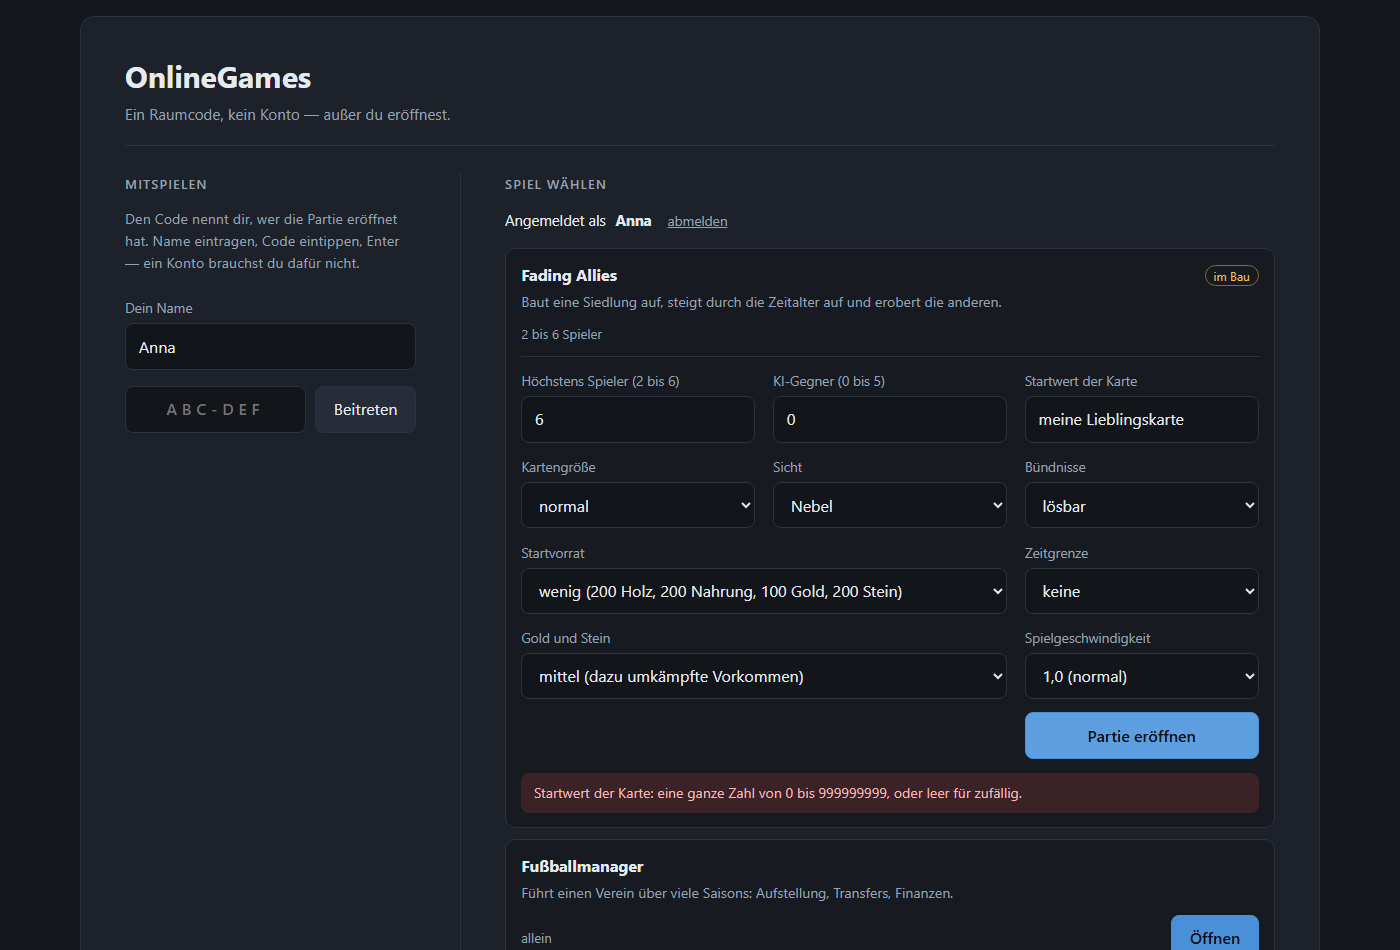 OnlineGames
Ein Raumcode, kein Konto — außer du eröffnest.
MITSPIELEN
Den Code nennt dir, wer die Partie eröffnet
hat. Name eintragen, Code eintippen, Enter
— ein Konto brauchst du dafür nicht.
Dein Name
Anna
ABC-DEF
Beitreten
SPIEL WÄHLEN
Angemeldet als Anna abmelden
Fading Allies
im Bau
Baut eine Siedlung auf, steigt durch die Zeitalter auf und erobert die anderen.
2 bis 6 Spieler
Höchstens Spieler (2 bis 6)
6
KI-Gegner (0 bis 5)
0
Startwert der Karte
meine Lieblingskarte
Kartengröße
normal
Sicht
Nebel
Bündnisse
lösbar
Startvorrat
wenig (200 Holz, 200 Nahrung, 100 Gold, 200 Stein)
Zeitgrenze
keine
Gold und Stein
mittel (dazu umkämpfte Vorkommen)
Spielgeschwindigkeit
1,0 (normal)
Partie eröffnen
Startwert der Karte: eine ganze Zahl von 0 bis 999999999, oder leer für zufällig.
Fußballmanager
Führt einen Verein über viele Saisons: Aufstellung, Transfers, Finanzen.
allein
Öffnen